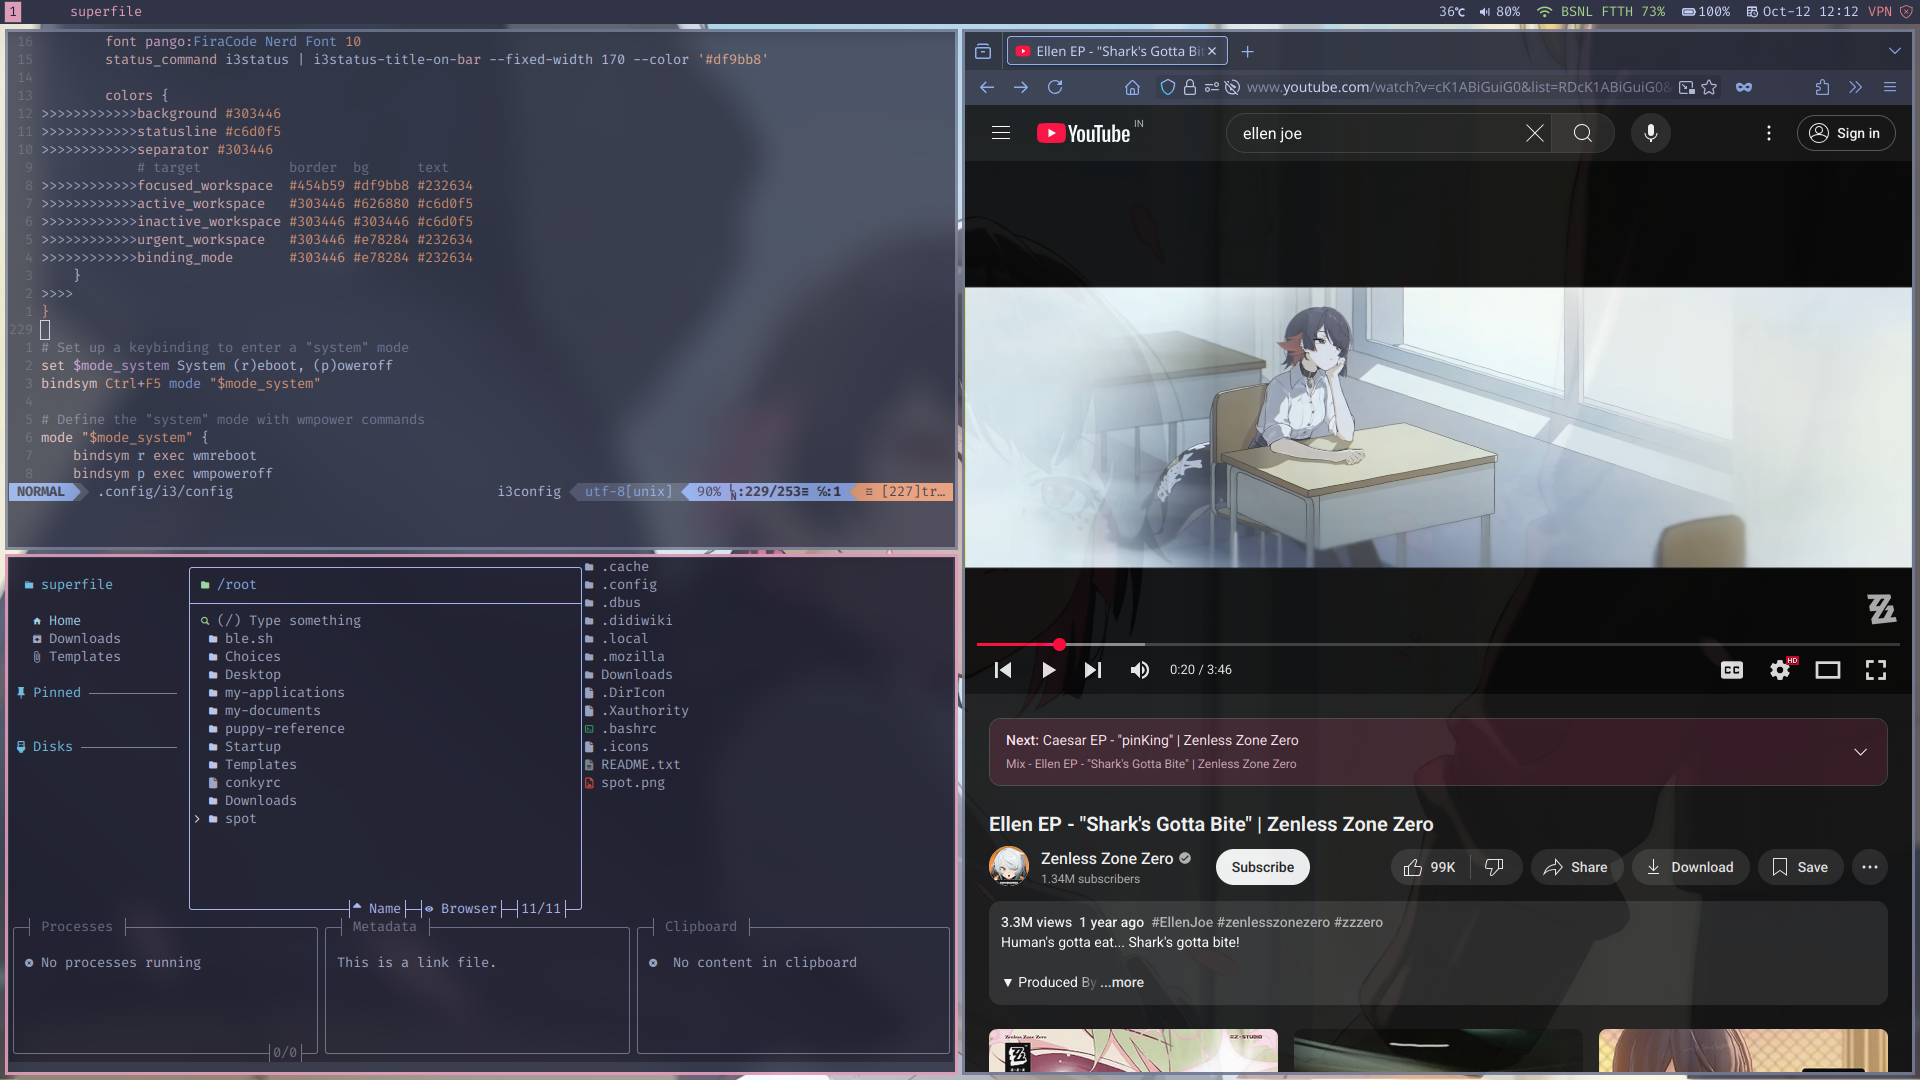 1 superfile 36℃ 80% BSNL FTTH 73% 100% Oct-12 12:12 VPN
16 font pango:FiraCode Nerd Font 10
15 status_command i3status | i3status-title-on-bar --fixed-width 170 --color '#df9bb8'
14
13 colors {
12 >>>>>>>>>>>>background #303446
11 >>>>>>>>>>>>statusline #c6d0f5
10 >>>>>>>>>>>>separator #303446
9 # target border bg text
8 >>>>>>>>>>>>focused_workspace #454b59 #df9bb8 #232634
7 >>>>>>>>>>>>active_workspace #303446 #626880 #c6d0f5
6 >>>>>>>>>>>>inactive_workspace #303446 #303446 #c6d0f5
5 >>>>>>>>>>>>urgent_workspace #303446 #e78284 #232634
4 >>>>>>>>>>>>binding_mode #303446 #e78284 #232634
3 }
2 >>>>
1 }
229
1 # Set up a keybinding to enter a "system" mode
2 set $mode_system System (r)eboot, (p)oweroff
3 bindsym Ctrl+F5 mode "$mode_system"
4
5 # Define the "system" mode with wmpower commands
6 mode "$mode_system" {
7 bindsym r exec wmreboot
8 bindsym p exec wmpoweroff
NORMAL .config/i3/config i3config utf-8[unix] 90% :229/253 ℅:1 [227]tr…
superfile
Home
Downloads
Templates
Pinned
Disks
/root
(/) Type something
ble.sh
Choices
Desktop
my-applications
my-documents
puppy-reference
Startup
Templates
conkyrc
Downloads
> spot
Name Browser 11/11
.cache
.config
.dbus
.didiwiki
.local
.mozilla
Downloads
.DirIcon
.Xauthority
.bashrc
.icons
README.txt
spot.png
Processes
No processes running
0/0
Metadata
This is a link file.
Clipboard
No content in clipboard
Ellen EP - "Shark's Gotta Bi
www.youtube.com/watch?v=cK1ABiGuiG0&list=RDcK1ABiGuiG0&
YouTube IN
ellen joe
Sign in
0:20 / 3:46
CC HD
Next: Caesar EP - "pinKing" | Zenless Zone Zero
Mix - Ellen EP - "Shark's Gotta Bite" | Zenless Zone Zero
Ellen EP - "Shark's Gotta Bite" | Zenless Zone Zero
Zenless Zone Zero
1.34M subscribers
Subscribe
99K
Share
Download
Save
3.3M views 1 year ago #EllenJoe #zenlesszonezero #zzzero
Human's gotta eat... Shark's gotta bite!
▼ Produced By ...more
Zenless Zone Zero
ZZ-STUDIO